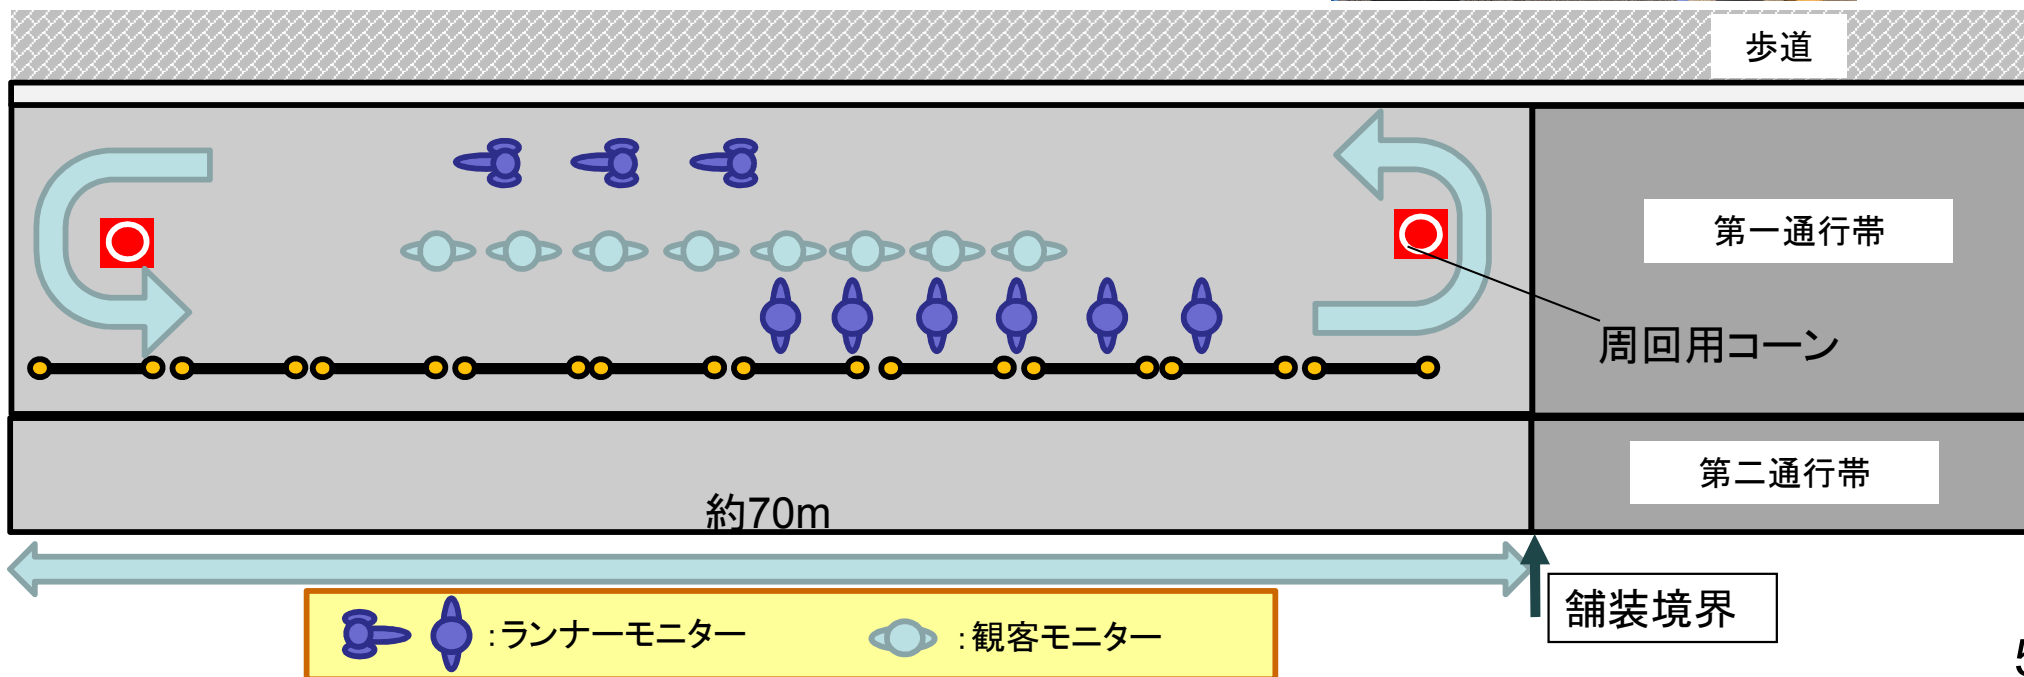 歩道
第一通行帯
周回用コーン
第二通行帯
約70m
舗装境界
：ランナーモニター
：観客モニター